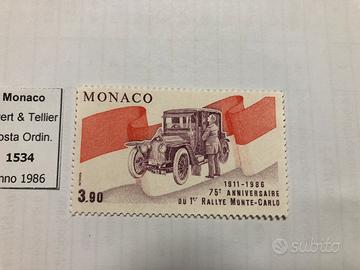 Monaco
vert & Tellier
osta Ordin.
1534
nno 1986
MONACO
1911-1986
75E ANNIVERSAIRE
DU 1ER RALLYE MONTE-CARLO
3.90
subito